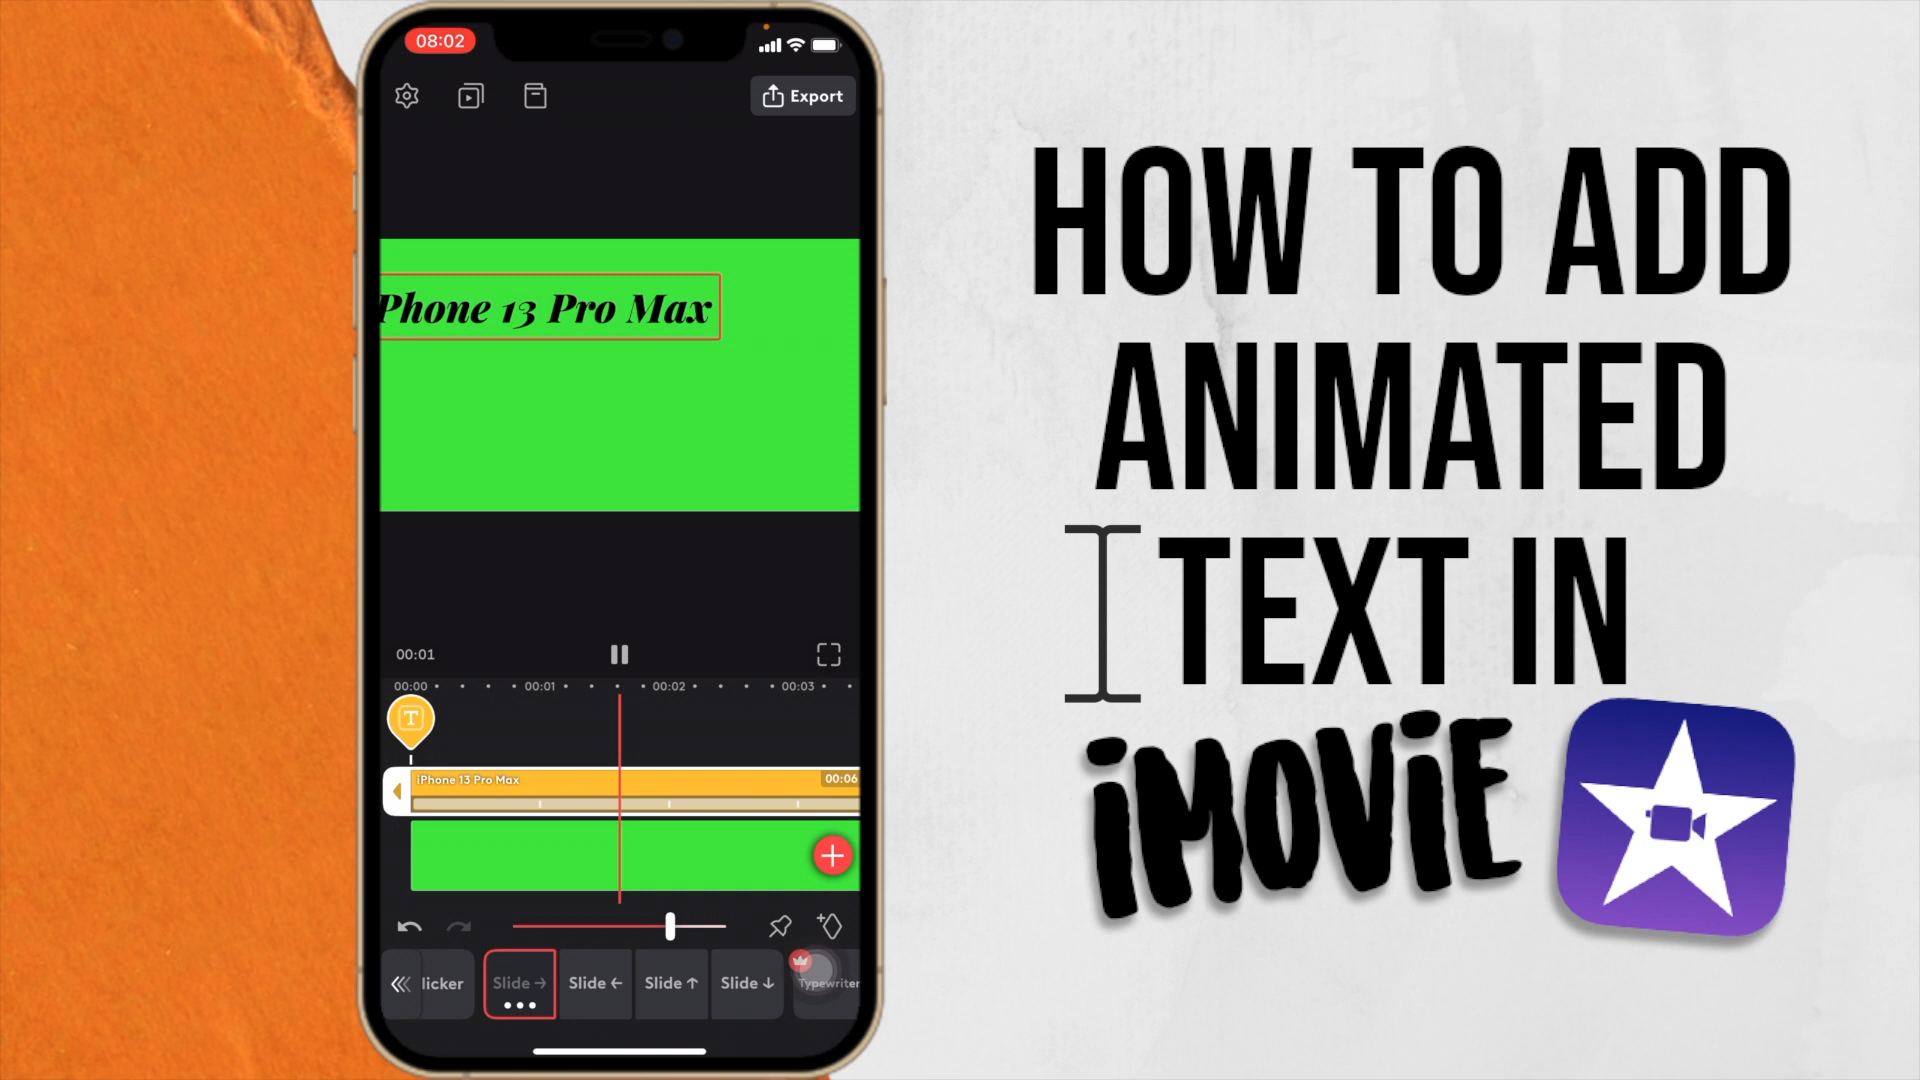 08:02
Export
Phone 13 Pro Max
00:01
00:00 00:01 00:02 00:03
T
iPhone 13 Pro Max 00:06
licker Slide → Slide ← Slide ↑ Slide ↓ Typewriter
HOW TO ADD
ANIMATED
TEXT IN
iMOViE